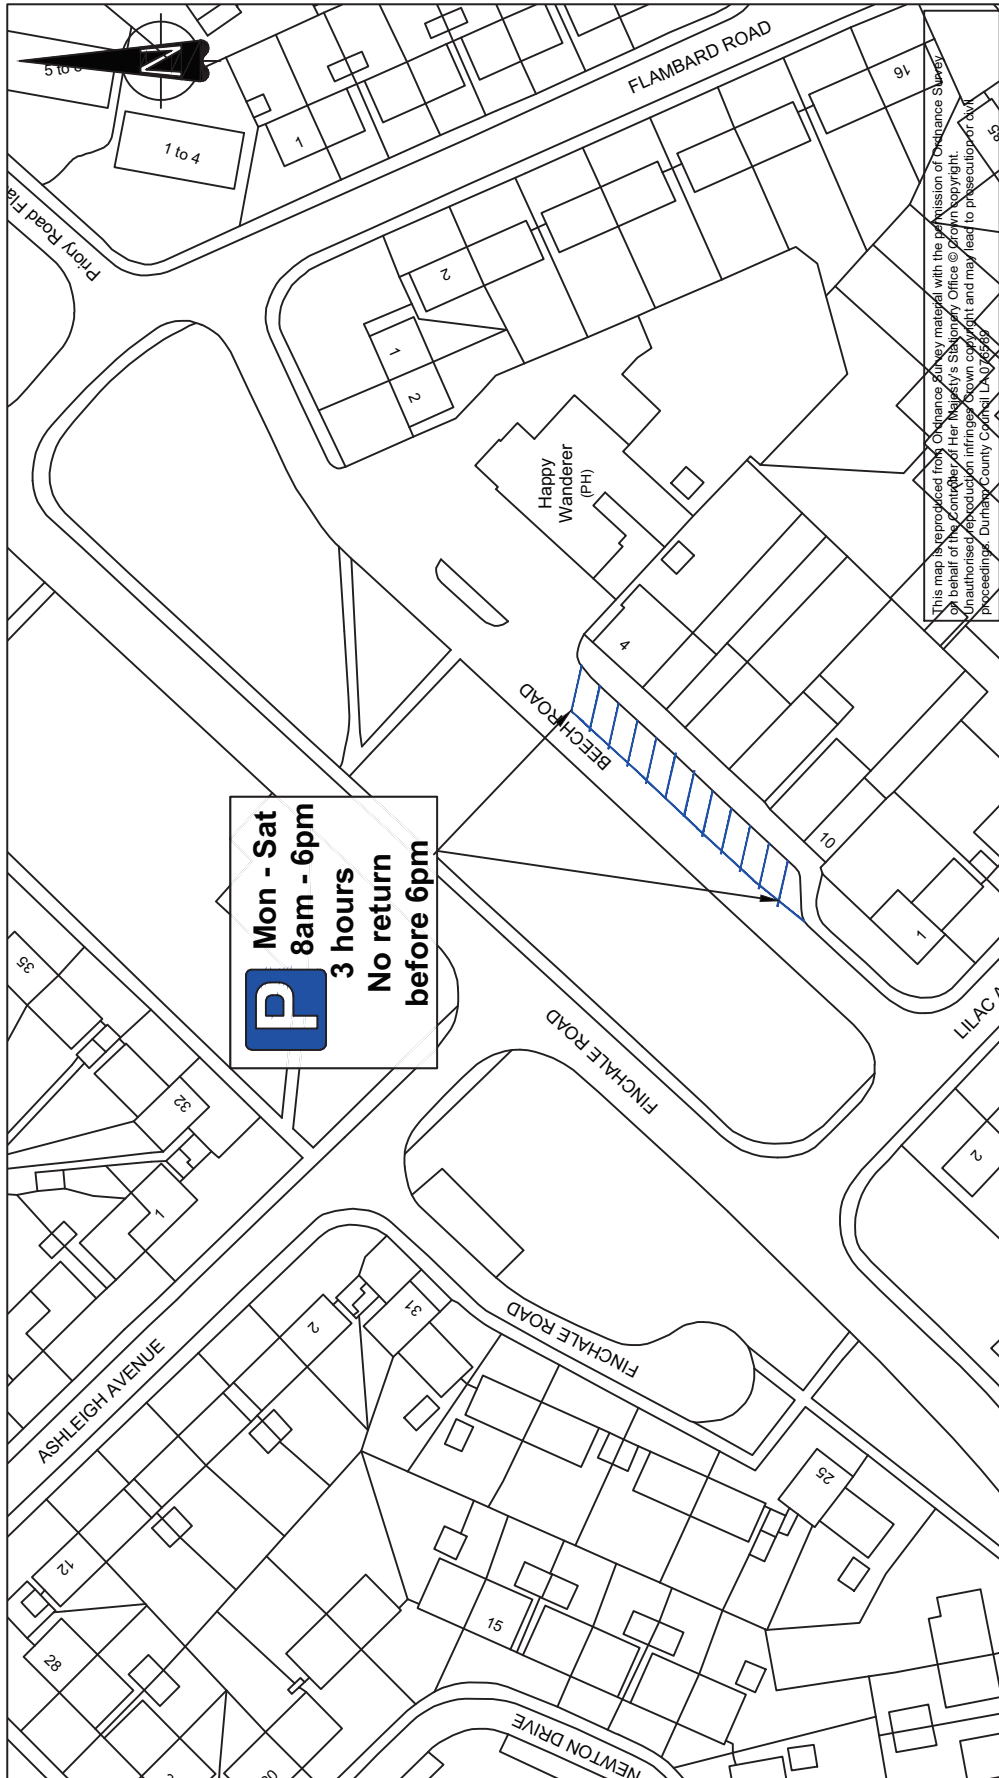 P
Mon - Sat
8am - 6pm
3 hours
No return
before 6pm
N
1 to 4
1
FLAMBARD ROAD
16
2
1
2
Happy
Wanderer
(PH)
4
BEECH ROAD
10
1
2
FINCHALE ROAD
35
32
1
ASHLEIGH AVENUE
2
31
FINCHALE ROAD
25
15
12
28
NEWTON DRIVE
Priory Road
LILAC
This map is reproduced from Ordnance Survey material with the permission of Ordnance Survey
on behalf of the Controller of Her Majesty's Stationery Office © Crown copyright.
Unauthorised reproduction infringes Crown copyright and may lead to prosecution or civil
proceedings. Durham County Council LA 076589